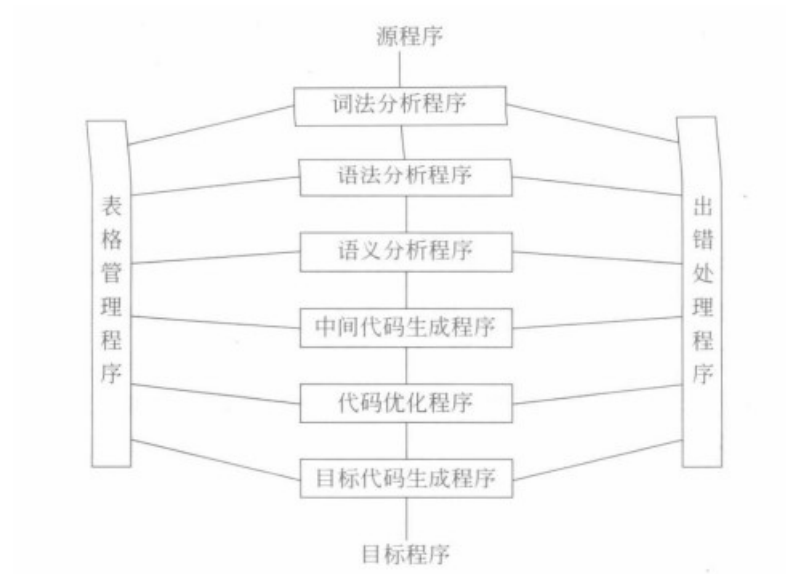 源程序
词法分析程序
语法分析程序
语义分析程序
中间代码生成程序
代码优化程序
目标代码生成程序
目标程序
表格管理程序
出错处理程序